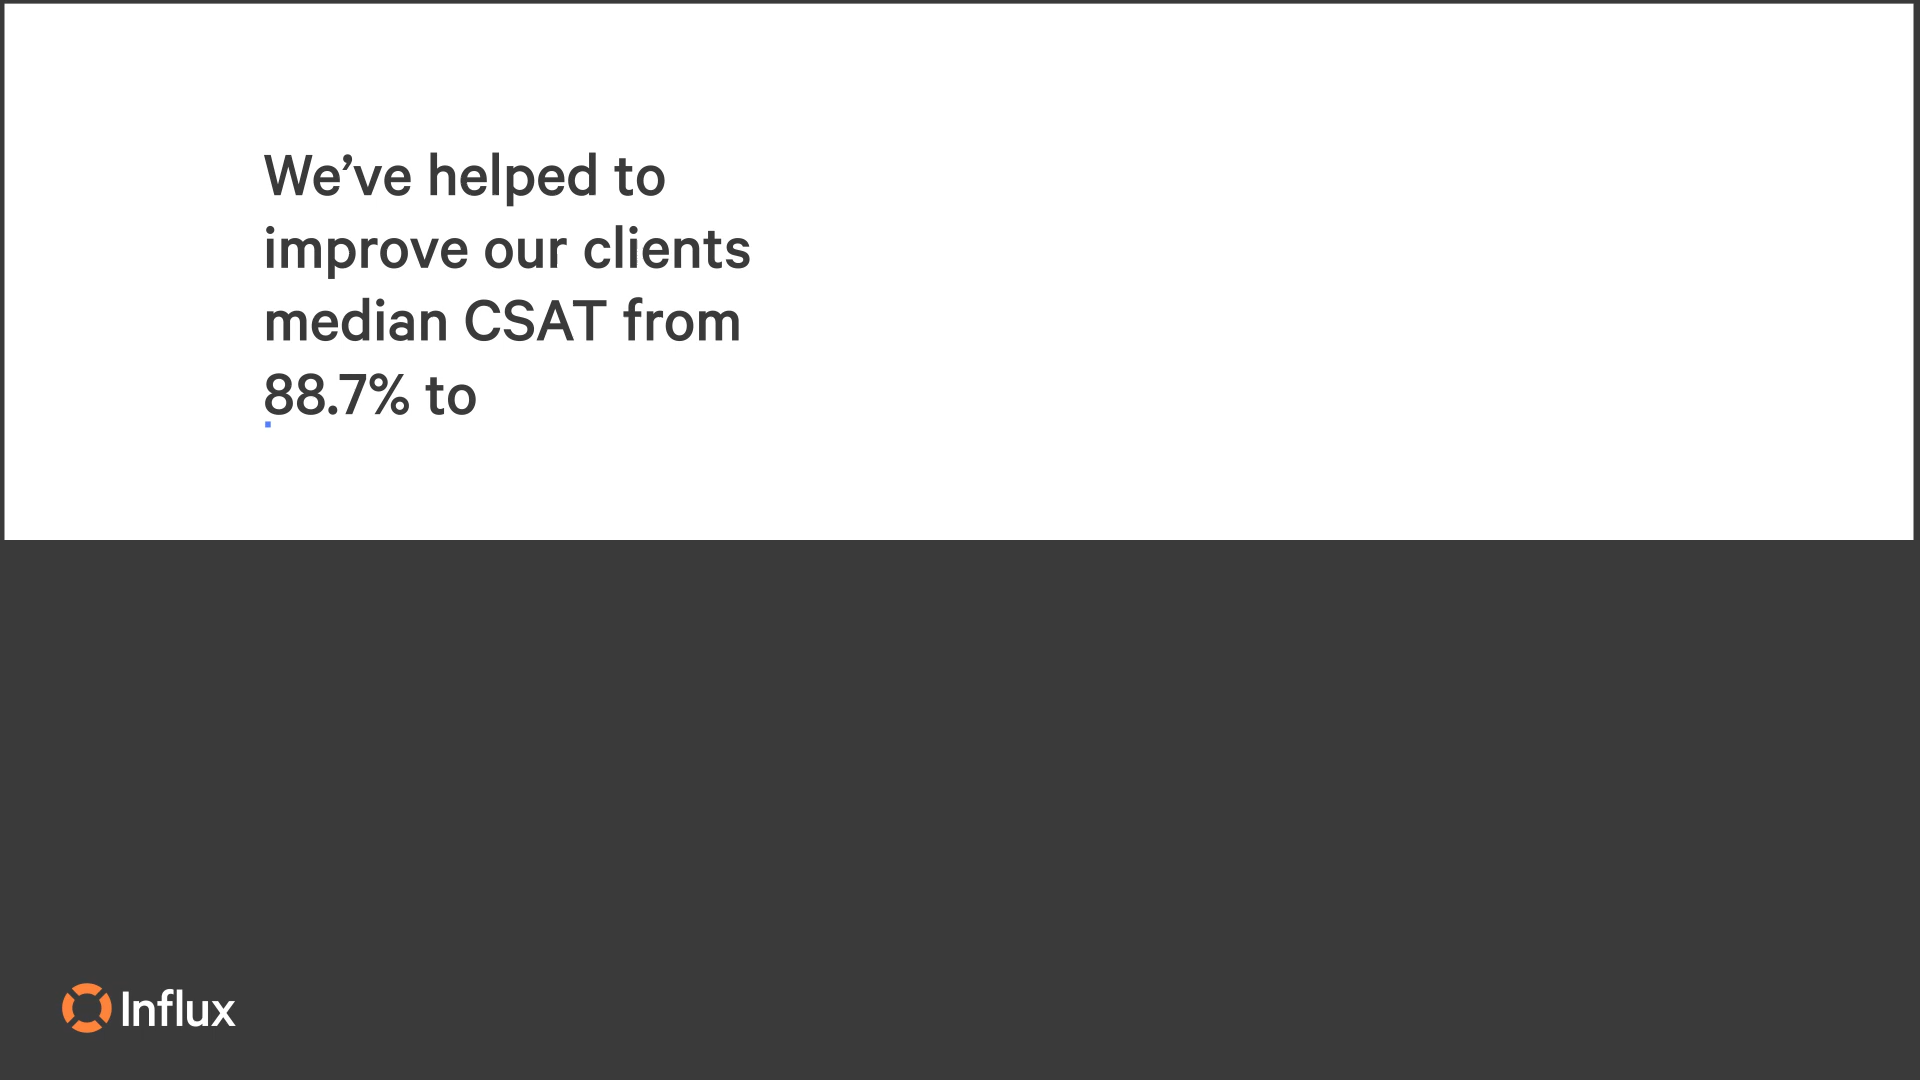 We’ve helped to
improve our clients
median CSAT from
88.7% to
Influx